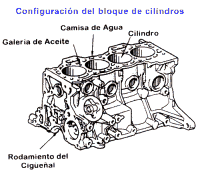 Configuración del bloque de cilindros
Camisa de Agua
Galeria de Aceite
Cilindro
Rodamiento del
Cigueñal